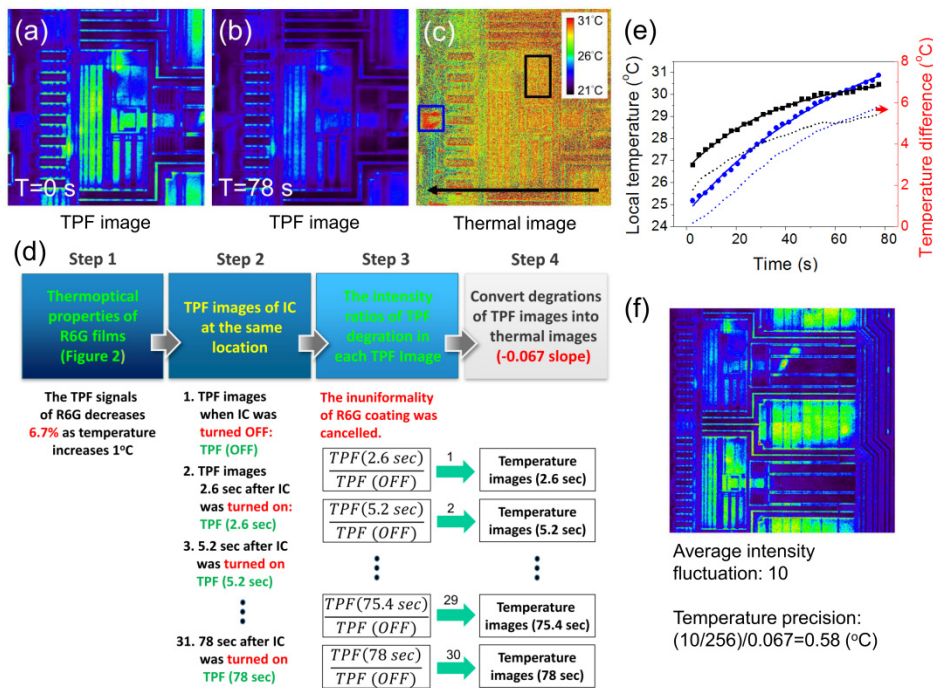 (a)
T=0 s
TPF image
(b)
T=78 s
TPF image
(c)
31°C
26°C
21°C
Thermal image
(d)
Step 1
Step 2
Step 3
Step 4
Thermoptical
properties of
R6G films
(Figure 2)
TPF images of IC
at the same
location
The intensity
ratios of TPF
degration in
each TPF image
Convert degrations
of TPF images into
thermal images
(-0.067 slope)
The TPF signals
of R6G decreases
6.7% as temperature
increases 1°C
1. TPF images
when IC was
turned OFF:
TPF (OFF)
2. TPF images
2.6 sec after IC
was turned on:
TPF (2.6 sec)
3. 5.2 sec after IC
was turned on
TPF (5.2 sec)
31. 78 sec after IC
was turned on
TPF (78 sec)
The inuniformality
of R6G coating was
cancelled.
TPF(2.6 sec)
TPF (OFF)
1
Temperature
images (2.6 sec)
TPF(5.2 sec)
TPF (OFF)
2
Temperature
images (5.2 sec)
TPF(75.4 sec)
TPF (OFF)
29
Temperature
images (75.4 sec)
TPF(78 sec)
TPF (OFF)
30
Temperature
images (78 sec)
(e)
Local temperature (°C)
31
30
29
28
27
26
25
24
0
20
40
60
80
Time (s)
8
6
4
2
0
Temperature difference (°C)
(f)
Average intensity
fluctuation: 10
Temperature precision:
(10/256)/0.067=0.58 (°C)